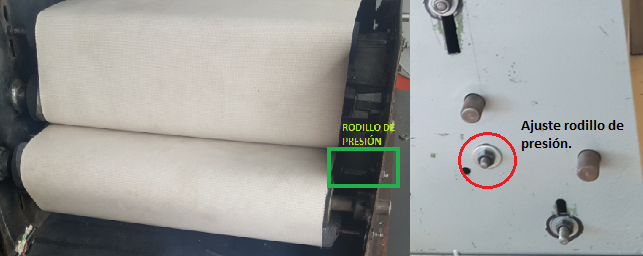 RODILLO DE
PRESIÓN
Ajuste rodillo de
presión.